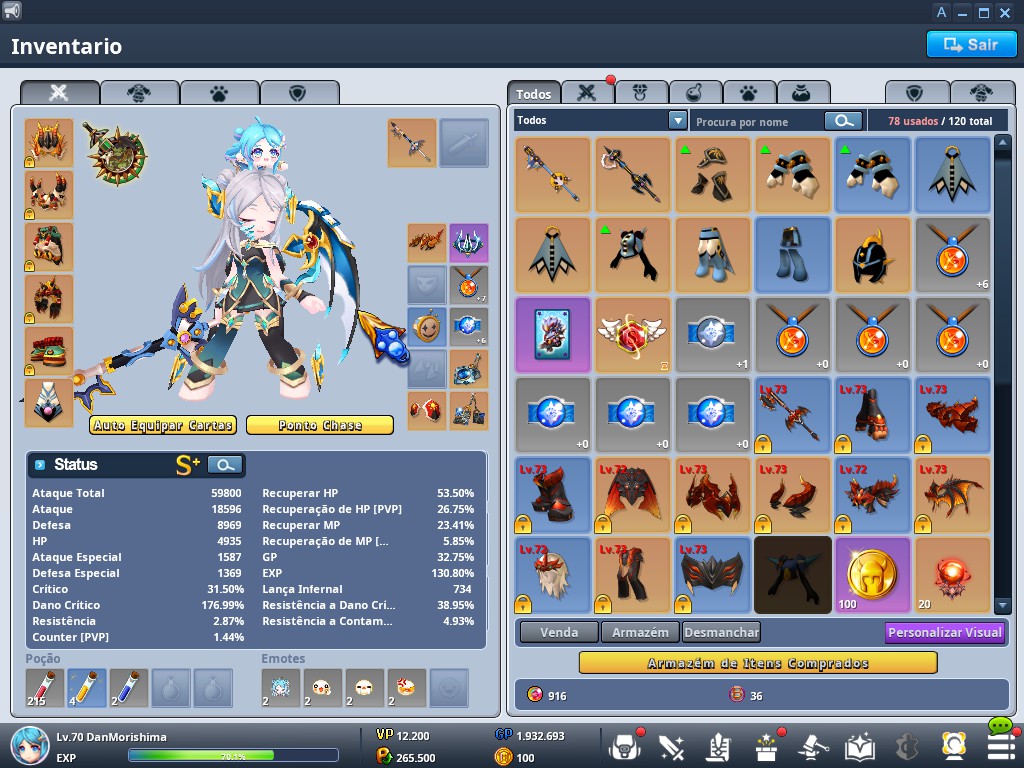 A
Inventario
Sair
Todos
Todos
Procura por nome
78 usados / 120 total
+7
+6
+6
+1
+0
+0
+0
+0
+0
+0
Lv.73
Lv.73
Lv.73
Lv.73
Lv.73
Lv.73
Lv.73
Lv.72
Lv.73
Lv.72
Lv.73
Lv.73
100
20
Auto Equipar Cartas
Ponto Chase
Status
S+
Ataque Total 59800
Ataque 18596
Defesa 8969
HP 4935
Ataque Especial 1587
Defesa Especial 1369
Crítico 31.50%
Dano Crítico 176.99%
Resistência 2.87%
Counter [PVP] 1.44%
Recuperar HP 53.50%
Recuperação de HP [PVP] 26.75%
Recuperar MP 23.41%
Recuperação de MP [... 5.85%
GP 32.75%
EXP 130.80%
Lança Infernal 734
Resistência a Dano Crí... 38.95%
Resistência a Contam... 4.93%
Poção
215
4
2
Emotes
2
2
2
2
Venda
Armazém
Desmanchar
Personalizar Visual
Armazém de Itens Comprados
916
36
Lv.70 DanMorishima
EXP
70.1%
VP 12.200
265.500
GP 1.932.693
100